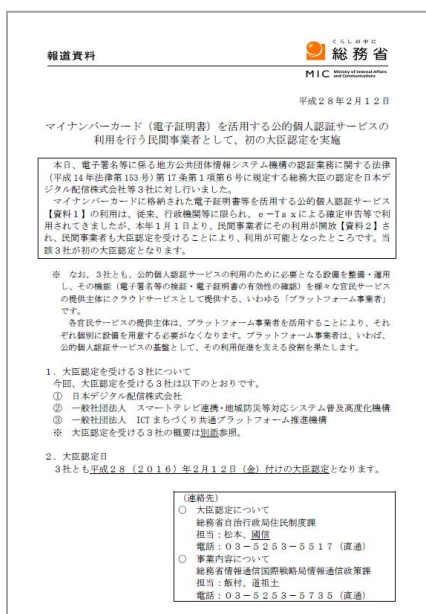 報道資料
くらしの中に
総務省
MIC Ministry of Internal Affairs
and Communications
平成28年2月12日
マイナンバーカード（電子証明書）を活用する公的個人認証サービスの
利用を行う民間事業者として、初の大臣認定を実施
本日、電子署名等に係る地方公共団体情報システム機構の認証業務に関する法律
（平成14年法律第153号）第17条第1項第6号に規定する総務大臣の認定を日本デ
ジタル配信株式会社等3社に対し行いました。
マイナンバーカードに格納された電子証明書等を活用する公的個人認証サービス
【資料1】の利用は、従来、行政機関等に限られ、e－Taxによる確定申告等で利
用されてきましたが、本年1月1日より、民間事業者にその利用が開放【資料2】さ
れ、民間事業者も大臣認定を受けることにより、利用が可能となったところです。当
該3社が初の大臣認定となります。
※ なお、3社とも、公的個人認証サービスの利用のために必要となる設備を整備・運用
し、その機能（電子署名等の検証・電子証明書の有効性の確認）を様々な官民サービス
の提供主体にクラウドサービスとして提供する、いわゆる「プラットフォーム事業者」
です。
各官民サービスの提供主体は、プラットフォーム事業者を活用することにより、それ
ぞれ個別に設備を用意する必要がなくなります。プラットフォーム事業者は、いわば、
公的個人認証サービスの基盤として、その利用促進を支える役割を果たします。
1．大臣認定を受ける3社について
今回、大臣認定を受ける3社は以下のとおりです。
① 日本デジタル配信株式会社
② 一般社団法人 スマートテレビ連携・地域防災等対応システム普及高度化機構
③ 一般社団法人 ICTまちづくり共通プラットフォーム推進機構
※ 大臣認定を受ける3社の概要は別添参照。
2．大臣認定日
3社とも平成28（2016）年2月12日（金）付けの大臣認定となります。
（連絡先）
○ 大臣認定について
総務省自治行政局住民制度課
担当：松本、國信
電話：03－5253－5517（直通）
○ 事業内容について
総務省情報通信国際戦略局情報通信政策課
担当：飯村、道祖土
電話：03－5253－5735（直通）